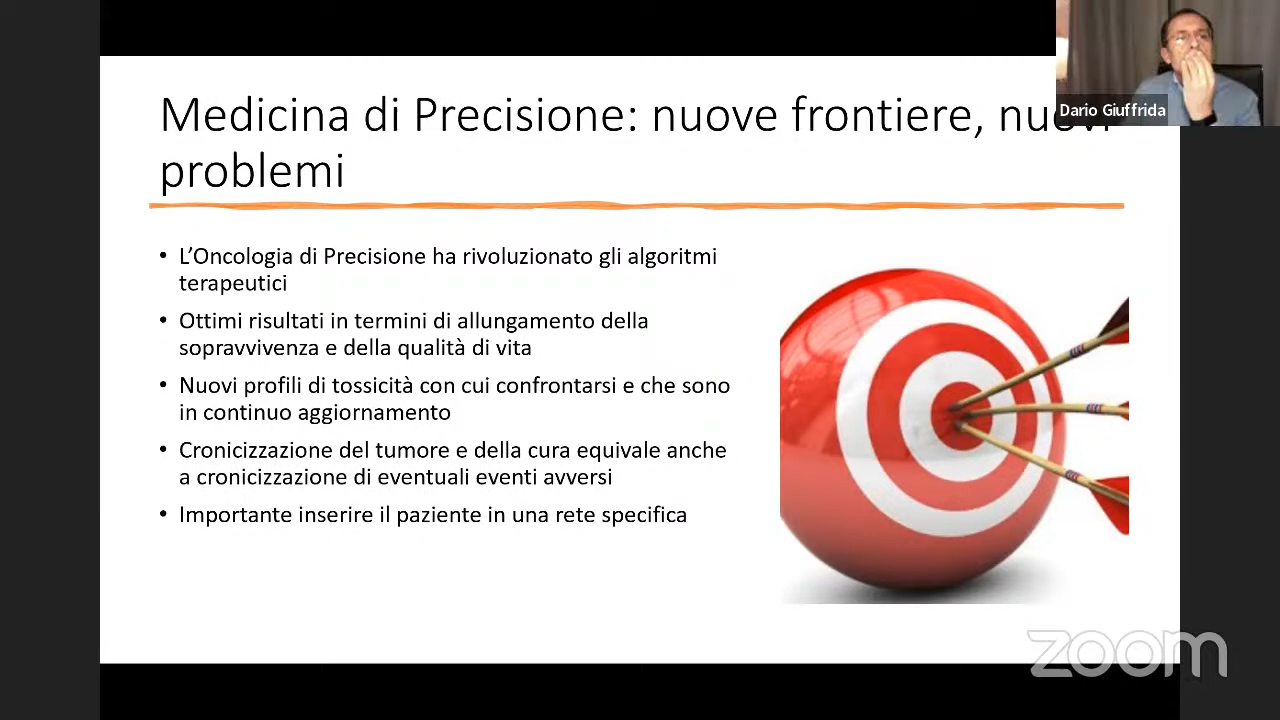 Medicina di Precisione: nuove frontiere, nuovi
problemi
• L’Oncologia di Precisione ha rivoluzionato gli algoritmi
terapeutici
• Ottimi risultati in termini di allungamento della
sopravvivenza e della qualità di vita
• Nuovi profili di tossicità con cui confrontarsi e che sono
in continuo aggiornamento
• Cronicizzazione del tumore e della cura equivale anche
a cronicizzazione di eventuali eventi avversi
• Importante inserire il paziente in una rete specifica
Dario Giuffrida
zoom